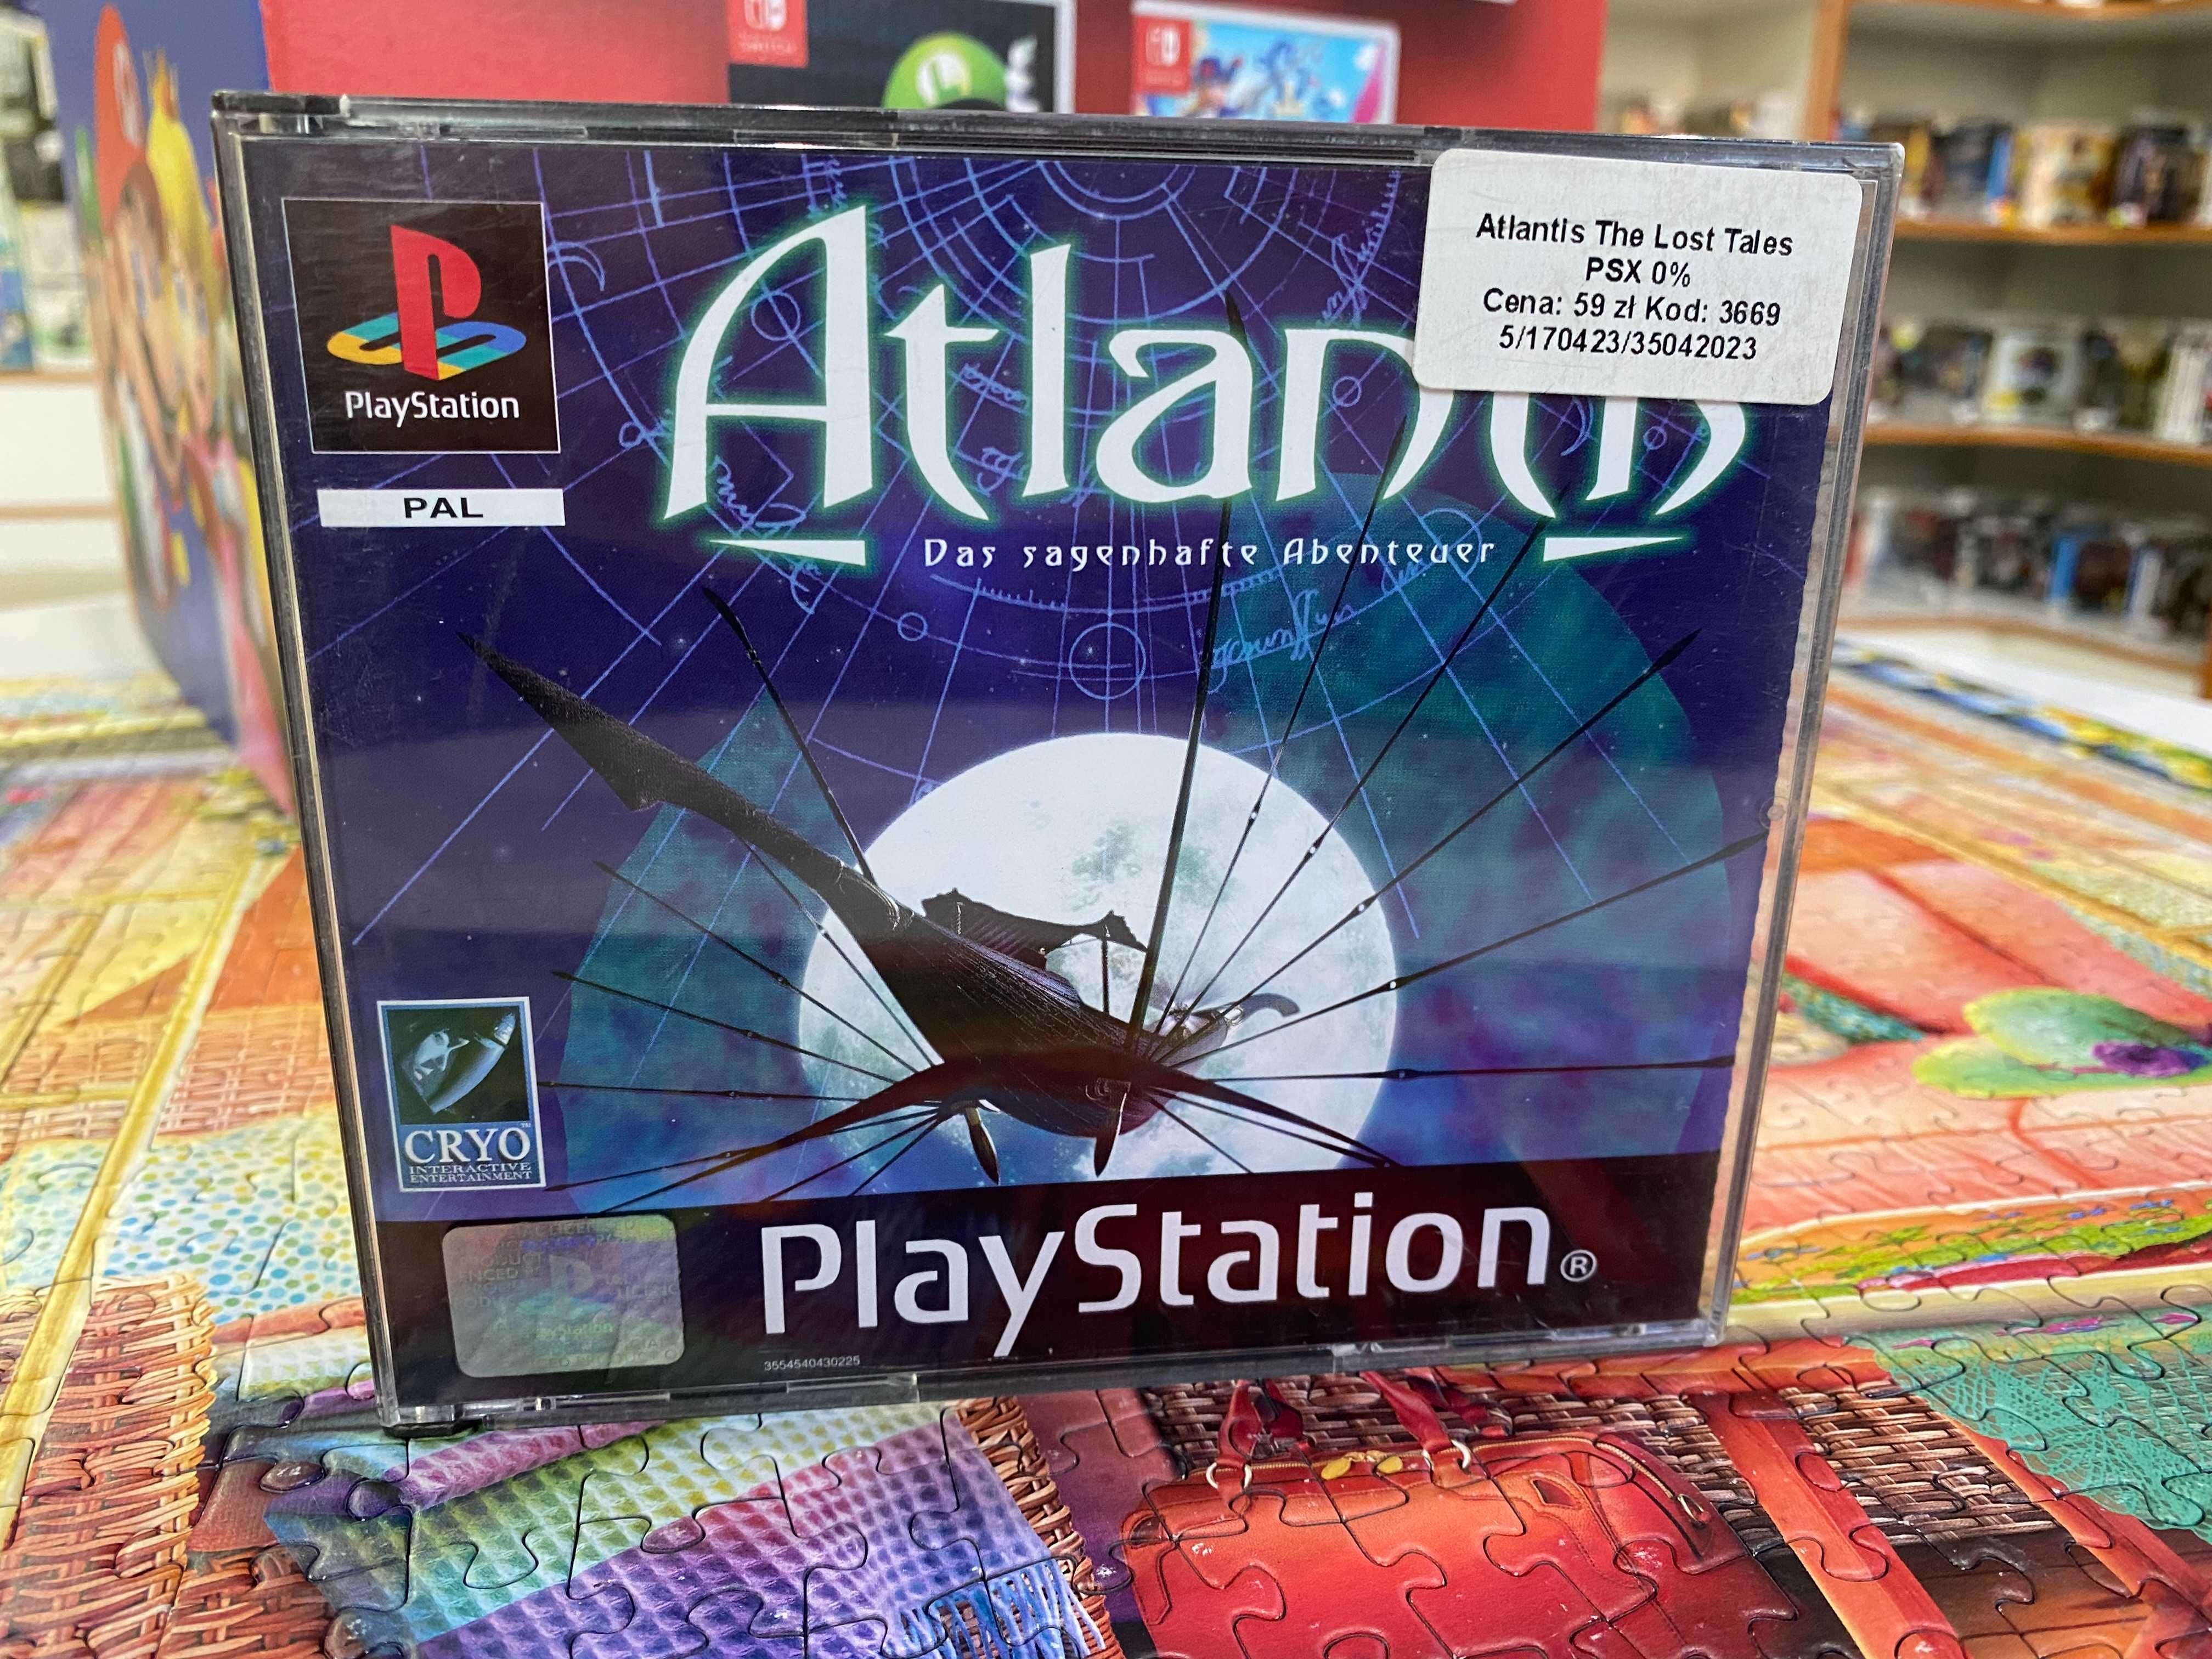 Atlantis The Lost Tales
PSX 0%
Cena: 59 zł Kod: 3669
5/170423/35042023
PlayStation
PAL
Atlantis
Das sagenhafte Abenteuer
CRYO
INTERACTIVE
ENTERTAINMENT
PlayStation®
3554540430225